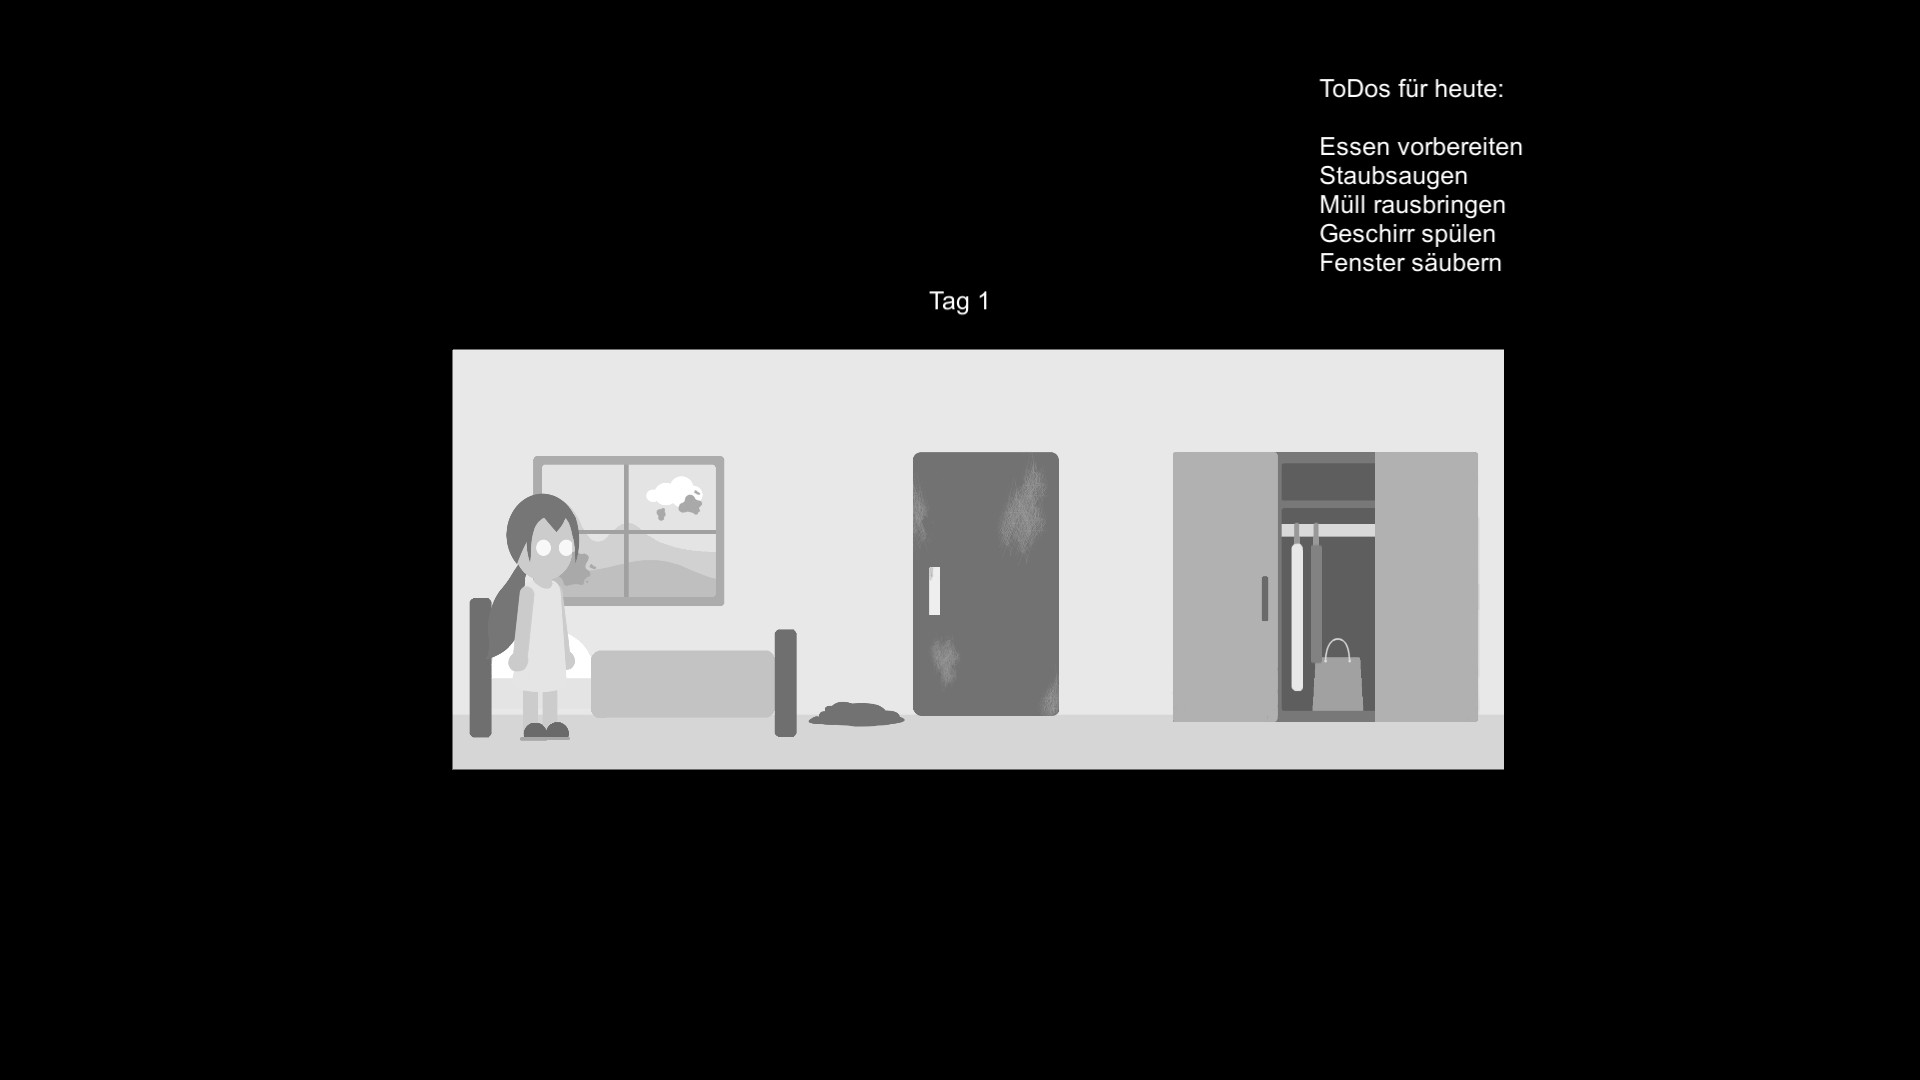 ToDos für heute:
Essen vorbereiten
Staubsaugen
Müll rausbringen
Geschirr spülen
Fenster säubern
Tag 1